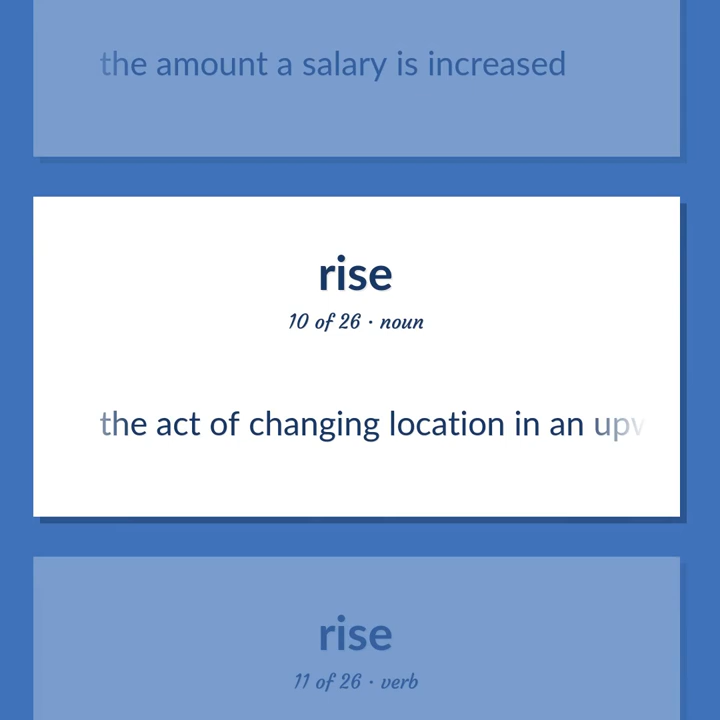 the amount a salary is increased
rise
10 of 26 · noun
the act of changing location in an
rise
11 of 26 · verb